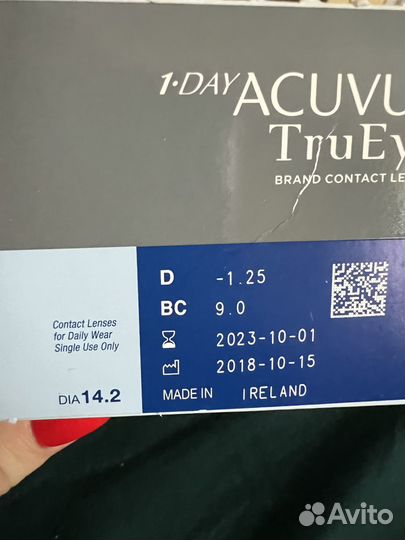 1·DAY ACUVU
TruEy
BRAND CONTACT LE
D -1.25
BC 9.0
2023-10-01
2018-10-15
MADE IN IRELAND
Contact Lenses
for Daily Wear
Single Use Only
DIA 14.2
Avito